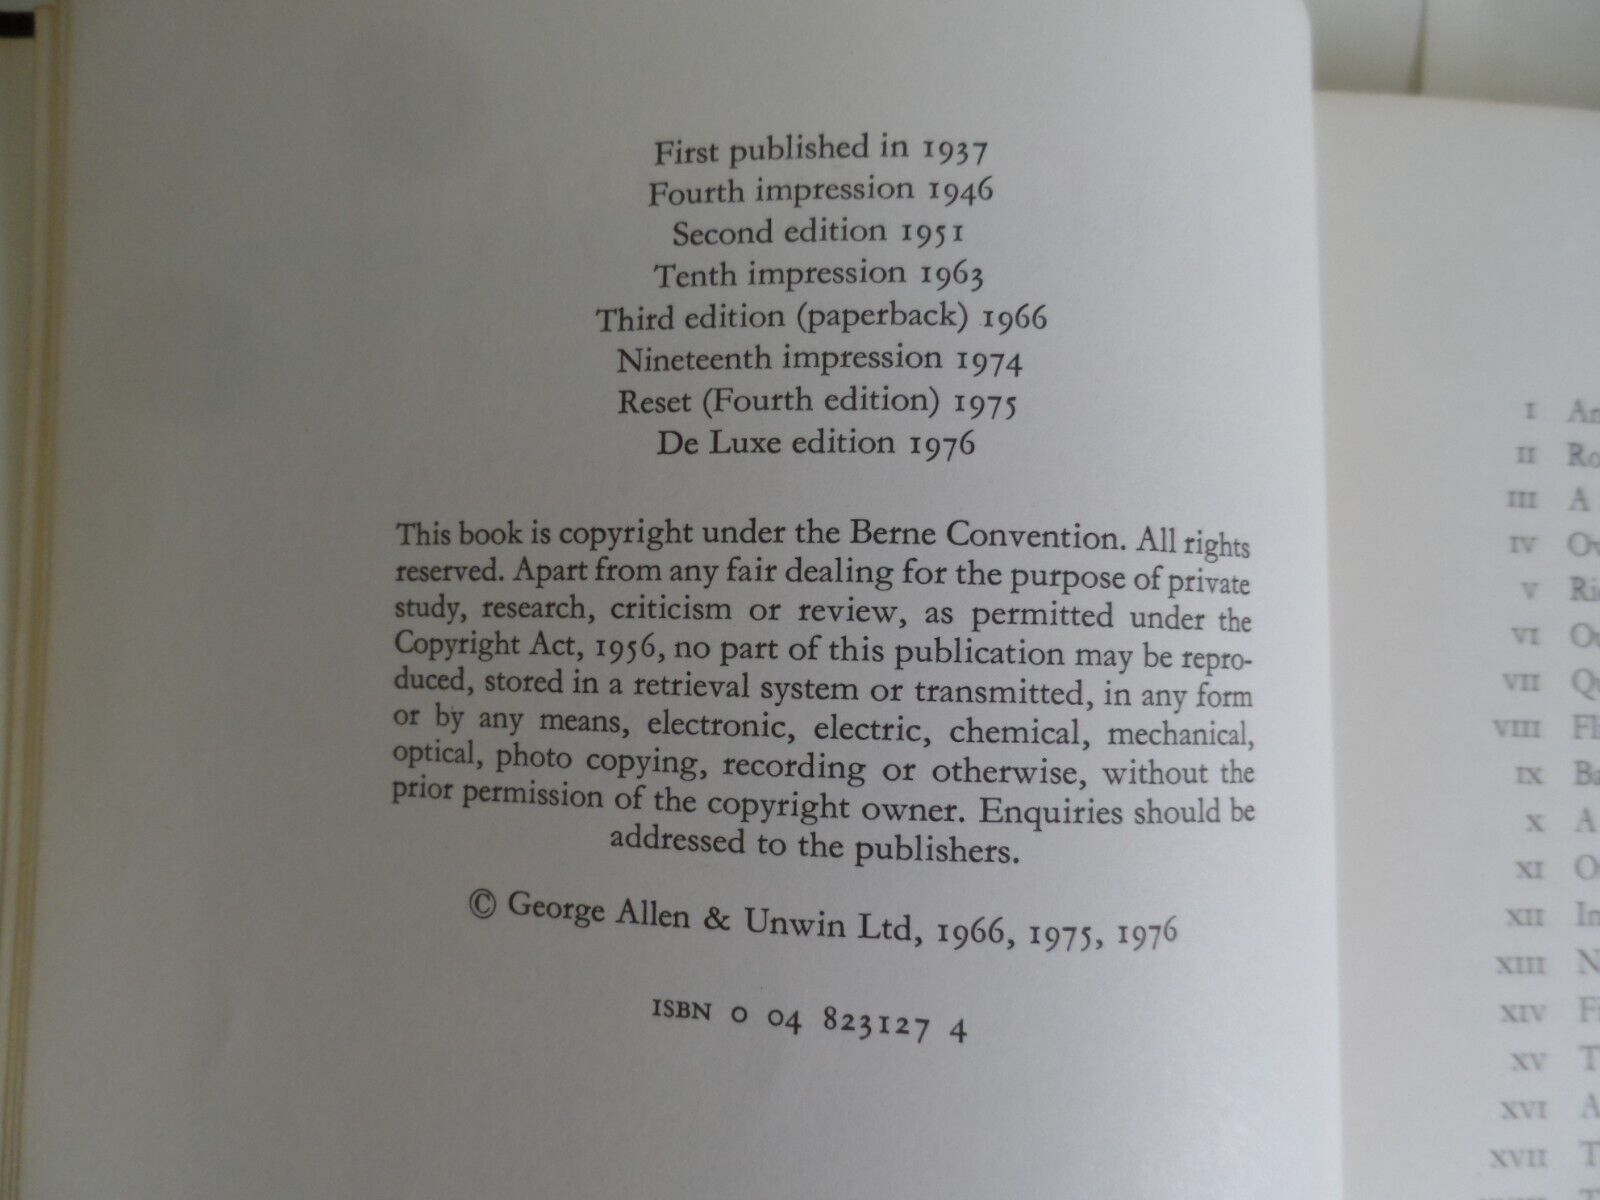 First published in 1937
Fourth impression 1946
Second edition 1951
Tenth impression 1963
Third edition (paperback) 1966
Nineteenth impression 1974
Reset (Fourth edition) 1975
De Luxe edition 1976
This book is copyright under the Berne Convention. All rights
reserved. Apart from any fair dealing for the purpose of private
study, research, criticism or review, as permitted under the
Copyright Act, 1956, no part of this publication may be repro-
duced, stored in a retrieval system or transmitted, in any form
or by any means, electronic, electric, chemical, mechanical,
optical, photo copying, recording or otherwise, without the
prior permission of the copyright owner. Enquiries should be
addressed to the publishers.
© George Allen & Unwin Ltd, 1966, 1975, 1976
ISBN 0 04 823127 4
I
II
III A
IV
V
VI
VII
VIII
IX
X A
XI
XII
XIII
XIV
XV
XVI
XVII